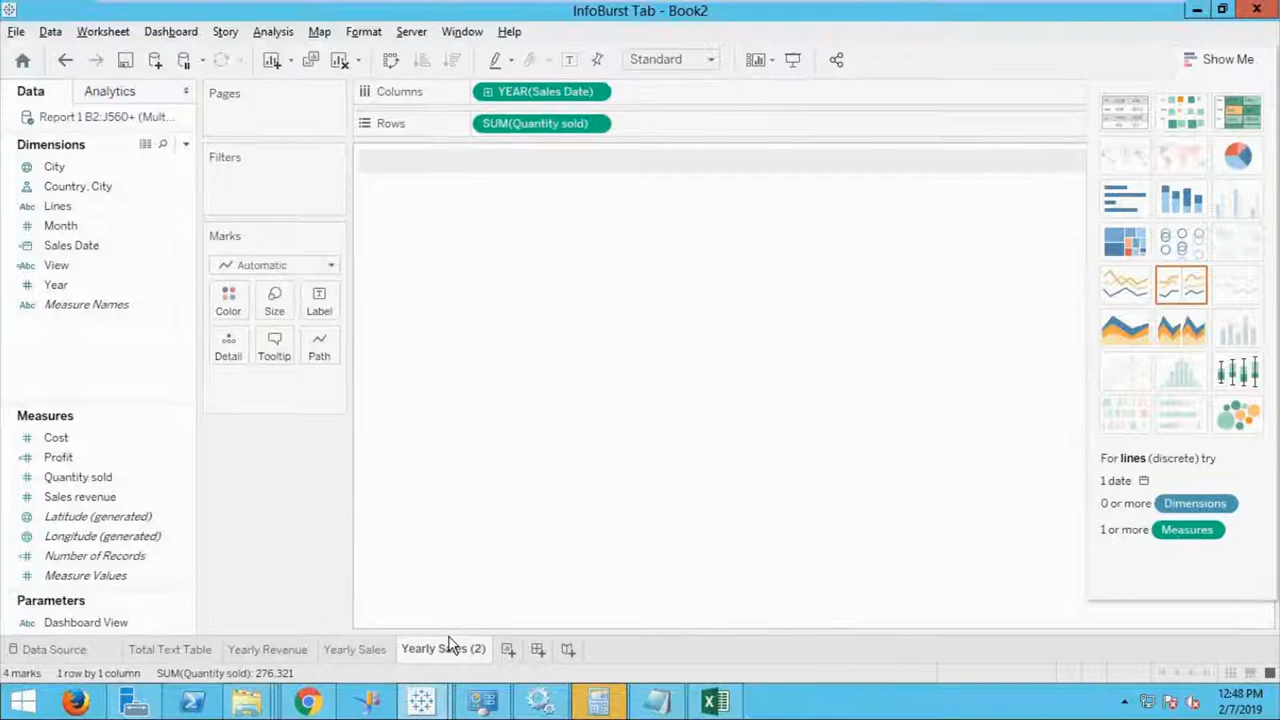 InfoBurst Tab - Book2
File Data Worksheet Dashboard Story Analysis Map Format Server Window Help
Standard
Show Me
Data Analytics
Report 1 B2:J560+ (Mult...
Dimensions
City
Country, City
Abc Lines
Month
Sales Date
Abc View
Year
Abc Measure Names
Measures
Cost
Profit
Quantity sold
Sales revenue
Latitude (generated)
Longitude (generated)
Number of Records
Measure Values
Parameters
Dashboard View
Pages
Filters
Marks
Automatic
Color Size Label
Detail Tooltip Path
Columns YEAR(Sales Date)
Rows SUM(Quantity sold)
For lines (discrete) try
1 date
0 or more Dimensions
1 or more Measures
Data Source Total Text Table Yearly Revenue Yearly Sales Yearly Sales (2)
4 marks 1 row by 1 column SUM(Quantity sold): 276,321
12:48 PM
2/7/2019